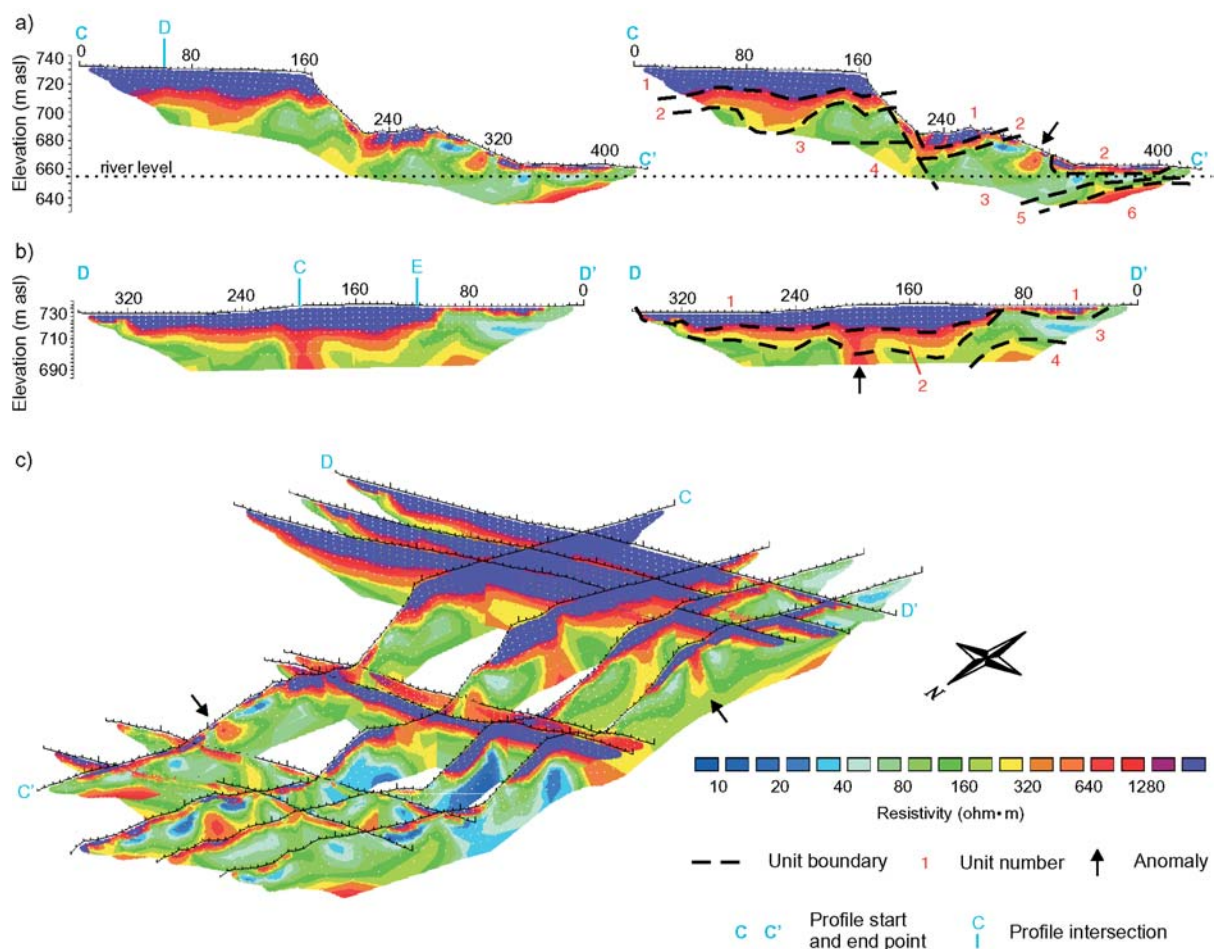 a)
C D
0 80 160 240 320 400 C'
Elevation (m asl)
740
720
700
680
660
640
river level
C
0 80 160 240 320 400 C'
1 2 3 4 1 2 2 3 5 6
b)
D C E D'
320 240 160 80 0
Elevation (m asl)
730
710
690
D D'
320 240 160 80 0
1 1 2 3 4
c)
D
C
D'
C'
N
10 20 40 80 160 320 640 1280
Resistivity (ohm•m)
Unit boundary 1 Unit number Anomaly
C C' Profile start and end point
C Profile intersection